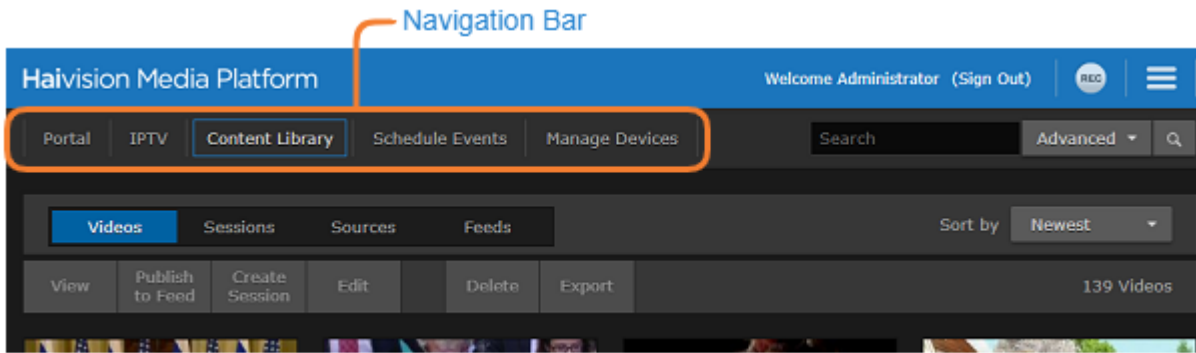 Navigation Bar
Haivision Media Platform Welcome Administrator (Sign Out) REC
Portal IPTV Content Library Schedule Events Manage Devices Search Advanced
Videos Sessions Sources Feeds Sort by Newest
View Publish to Feed Create Session Edit Delete Export 139 Videos